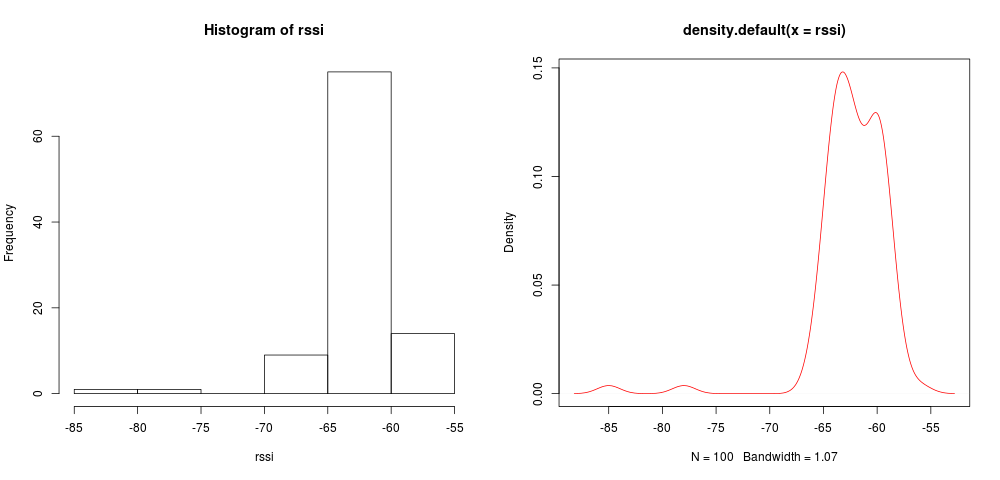 Histogram of rssi
Frequency
0 20 40 60
-85 -80 -75 -70 -65 -60 -55
rssi
density.default(x = rssi)
Density
0.00 0.05 0.10 0.15
-85 -80 -75 -70 -65 -60 -55
N = 100 Bandwidth = 1.07